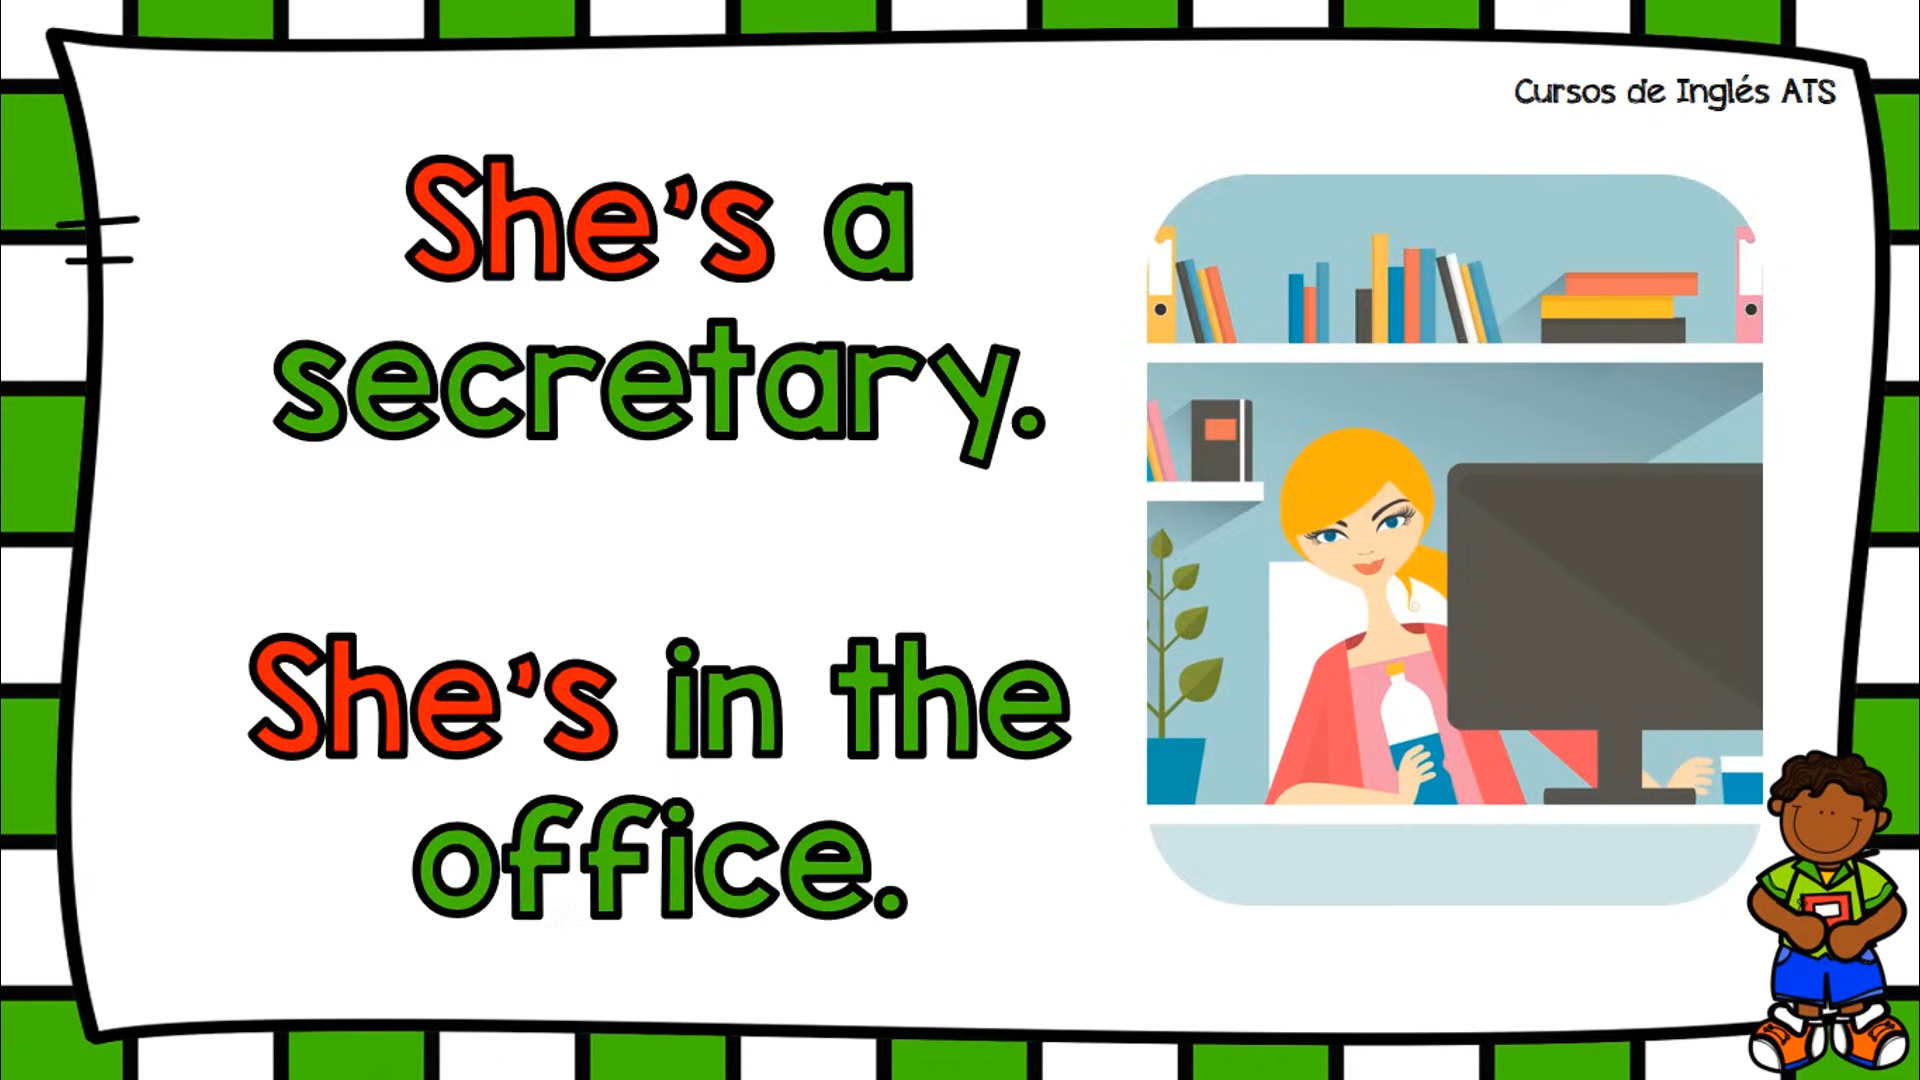 Cursos de Inglés ATS
She's a
secretary.
She's in the
office.